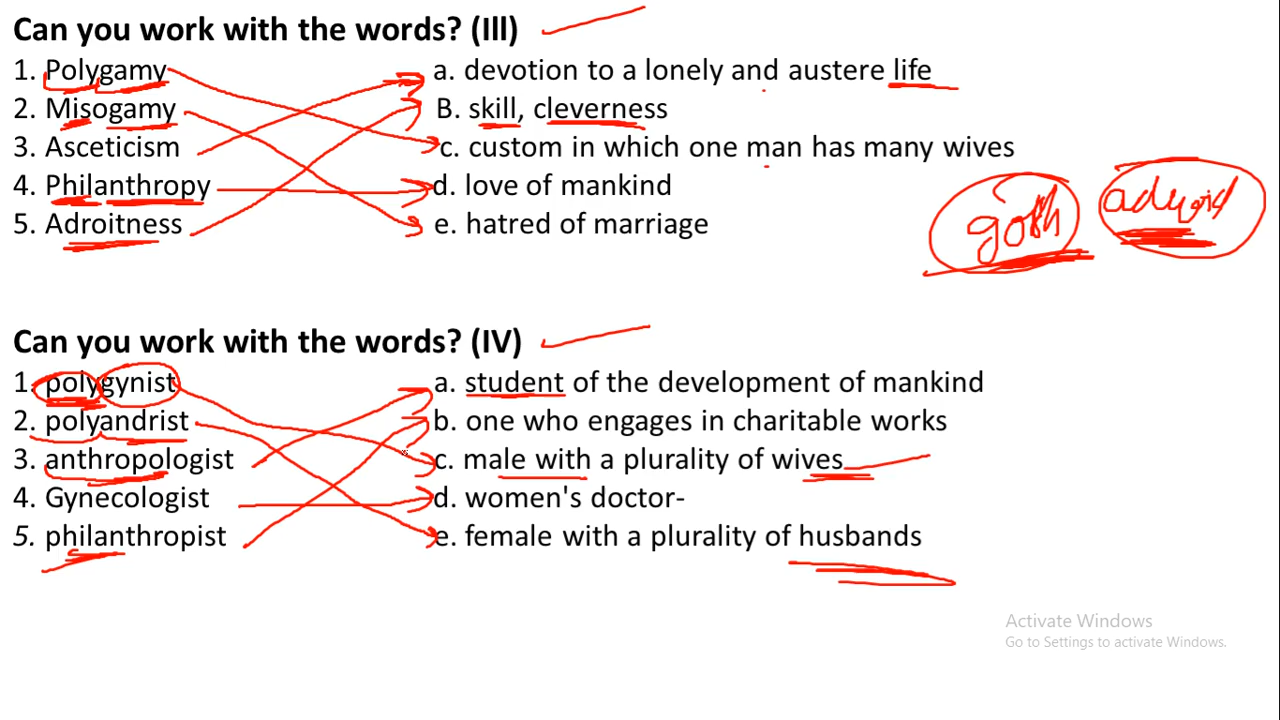 Can you work with the words? (Ill)
1. Polygamy a. devotion to a lonely and austere life
2. Misogamy B. skill, cleverness
3. Asceticism c. custom in which one man has many wives
4. Philanthropy d. love of mankind
5. Adroitness e. hatred of marriage
Can you work with the words? (IV)
1. polygynist a. student of the development of mankind
2. polyandrist b. one who engages in charitable works
3. anthropologist c. male with a plurality of wives
4. Gynecologist d. women's doctor-
5. philanthropist e. female with a plurality of husbands
Activate Windows
Go to Settings to activate Windows.